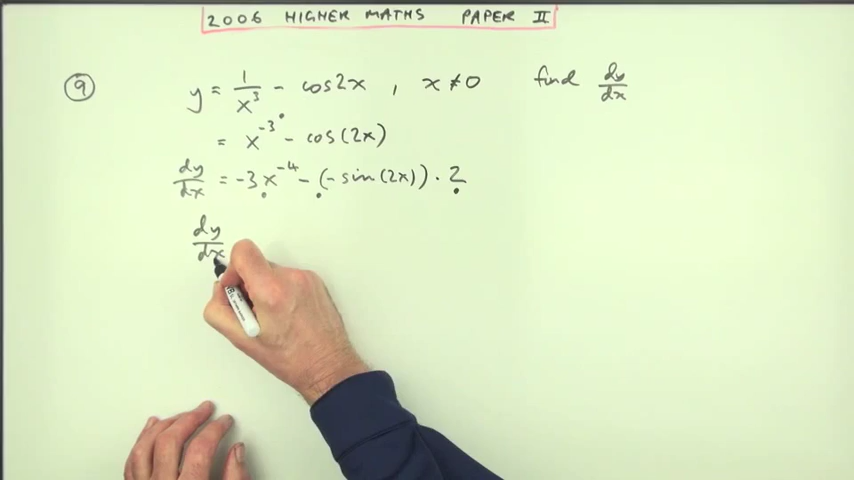 2006 HIGHER MATHS PAPER II
9 y = 1/x³ - cos2x , x ≠ 0 find dy/dx
= x⁻³ - cos(2x)
dy/dx = -3x⁻⁴ - (-sin(2x)) · 2
dy/dx